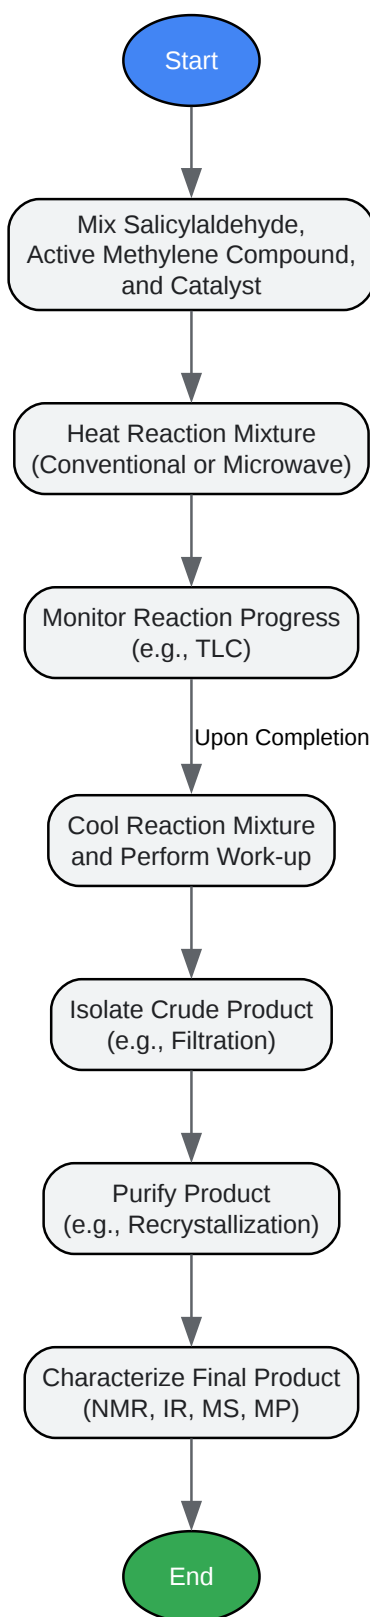 Start
Mix Salicylaldehyde,
Active Methylene Compound,
and Catalyst
Heat Reaction Mixture
(Conventional or Microwave)
Monitor Reaction Progress
(e.g., TLC)
Upon Completion
Cool Reaction Mixture
and Perform Work-up
Isolate Crude Product
(e.g., Filtration)
Purify Product
(e.g., Recrystallization)
Characterize Final Product
(NMR, IR, MS, MP)
End